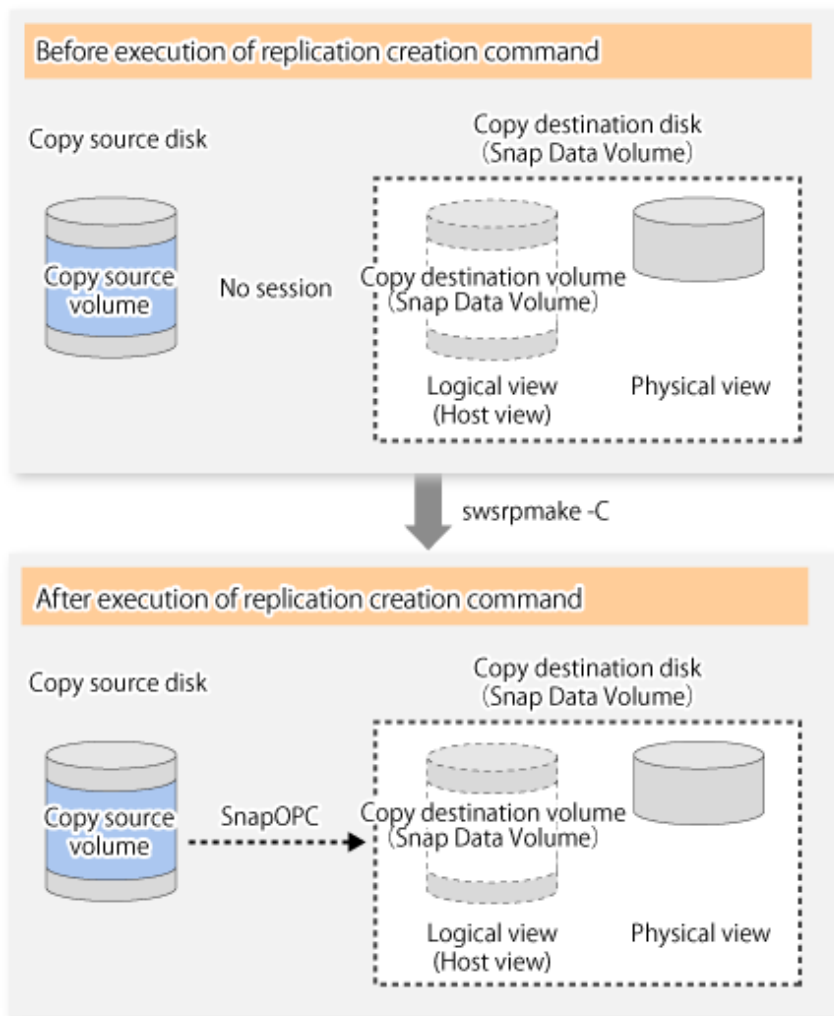 Before execution of replication creation command
Copy source disk
Copy destination disk
(Snap Data Volume)
Copy source
volume
No session
Copy destination volume
(Snap Data Volume)
Logical view
(Host view)
Physical view
swsrpmake -C
After execution of replication creation command
Copy source disk
Copy destination disk
(Snap Data Volume)
Copy source
volume
SnapOPC
Copy destination volume
(Snap Data Volume)
Logical view
(Host view)
Physical view